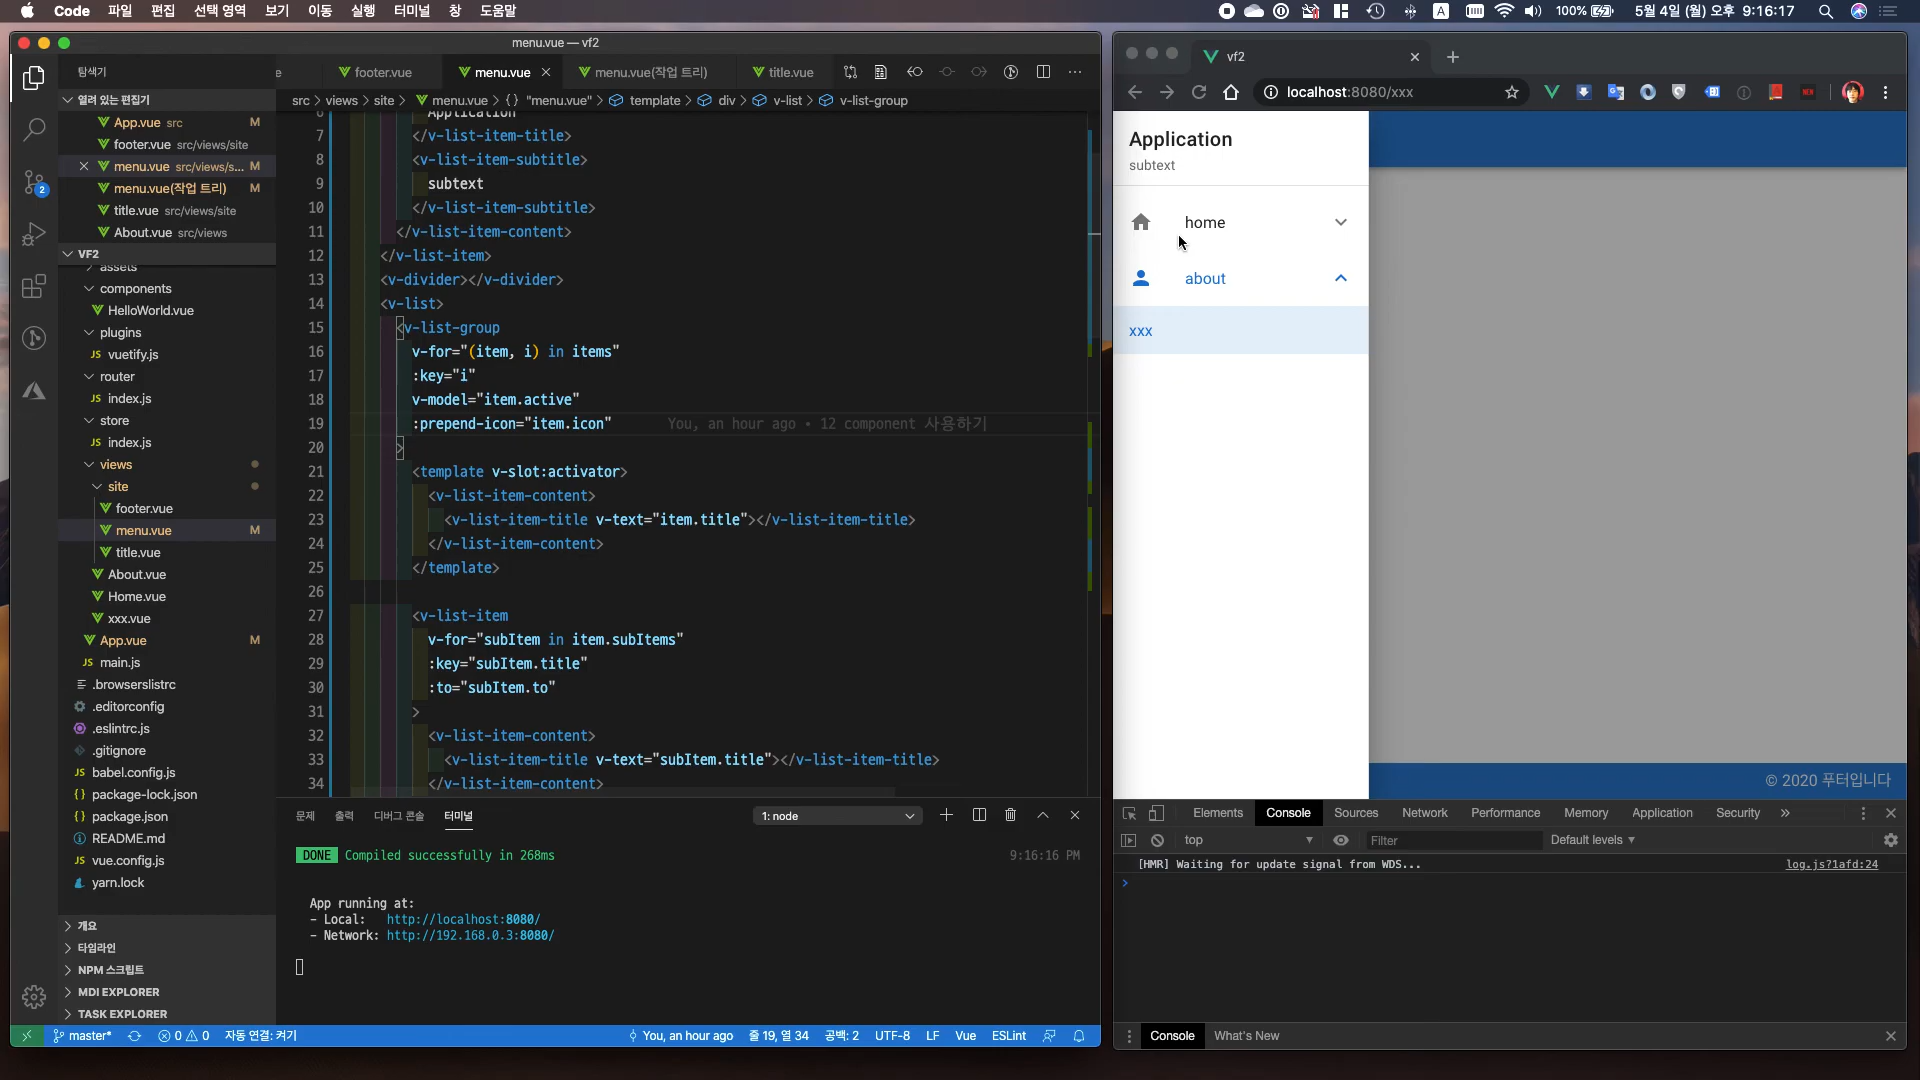 Code 파일 편집 선택 영역 보기 이동 실행 터미널 창 도움말 100% 5월 4일 (월) 오후 9:16:17
menu.vue — vf2
탐색기
e footer.vue menu.vue menu.vue(작업 트리) title.vue
열려 있는 편집기
src > views > site > menu.vue > {} "menu.vue" > template > div > v-list > v-list-group
App.vue src M
footer.vue src/views/site
menu.vue src/views/s... M
menu.vue(작업 트리) M
title.vue src/views/site
About.vue src/views
VF2
assets
components
HelloWorld.vue
plugins
JS vuetify.js
router
JS index.js
store
JS index.js
views
site
footer.vue
menu.vue M
title.vue
About.vue
Home.vue
xxx.vue
App.vue M
JS main.js
.browserslistrc
.editorconfig
.eslintrc.js
.gitignore
JS babel.config.js
{} package-lock.json
{} package.json
README.md
JS vue.config.js
yarn.lock
개요
타임라인
NPM 스크립트
MDI EXPLORER
TASK EXPLORER
2
6 Application
7 </v-list-item-title>
8 <v-list-item-subtitle>
9 subtext
10 </v-list-item-subtitle>
11 </v-list-item-content>
12 </v-list-item>
13 <v-divider></v-divider>
14 <v-list>
15 <v-list-group
16 v-for="(item, i) in items"
17 :key="i"
18 v-model="item.active"
19 :prepend-icon="item.icon" You, an hour ago • 12 component 사용하기
20 >
21 <template v-slot:activator>
22 <v-list-item-content>
23 <v-list-item-title v-text="item.title"></v-list-item-title>
24 </v-list-item-content>
25 </template>
26
27 <v-list-item
28 v-for="subItem in item.subItems"
29 :key="subItem.title"
30 :to="subItem.to"
31 >
32 <v-list-item-content>
33 <v-list-item-title v-text="subItem.title"></v-list-item-title>
34 </v-list-item-content>
문제 출력 디버그 콘솔 터미널 1: node
DONE Compiled successfully in 268ms 9:16:16 PM
App running at:
- Local: http://localhost:8080/
- Network: http://192.168.0.3:8080/
master* 0 0 자동 연결: 켜기 You, an hour ago 줄 19, 열 34 공백: 2 UTF-8 LF Vue ESLint
vf2
localhost:8080/xxx
Application
subtext
home
about
xxx
© 2020 푸터입니다
Elements Console Sources Network Performance Memory Application Security
top Filter Default levels
[HMR] Waiting for update signal from WDS... log.js?1afd:24
Console What's New